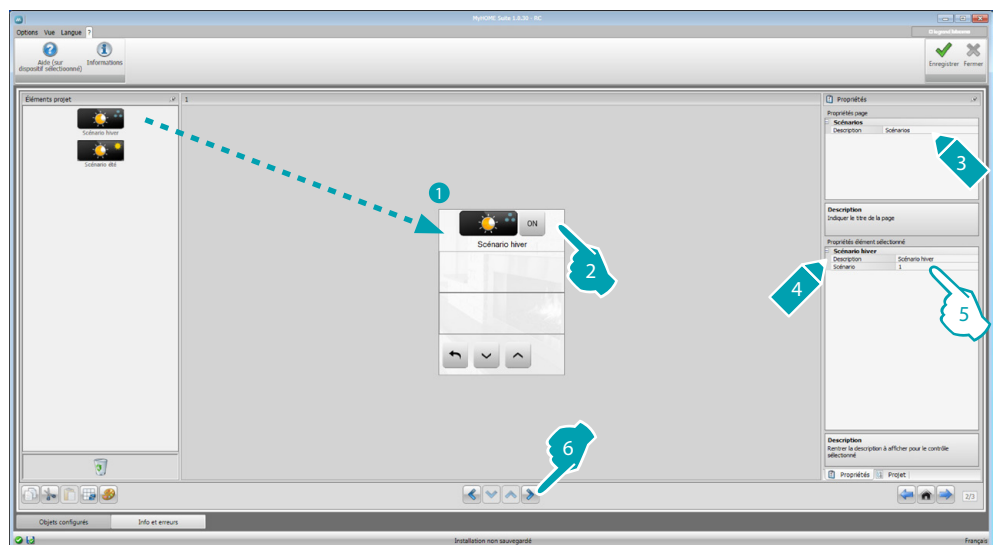 MyHOME Suite 1.0.30 - MC
Options Vue Langue ?
Aide (sur dispositif sélectionné)
Informations
Enregistrer Fermer
Éléments projet
1
Scénario hiver
Scénario été
1
ON
Scénario hiver
2
Propriétés
Propriétés page
Scénarios
Description Scénarios
3
Description
Indiquer le titre de la page
Propriétés élément sélectionné
Scénario hiver
Description Scénario hiver
Scénario 1
4
5
Description
Rentrer la description à afficher pour le contrôle
sélectionné
Propriétés Projet
6
2/3
Objets configurés Info et erreurs
Installation non sauvegardé
Français